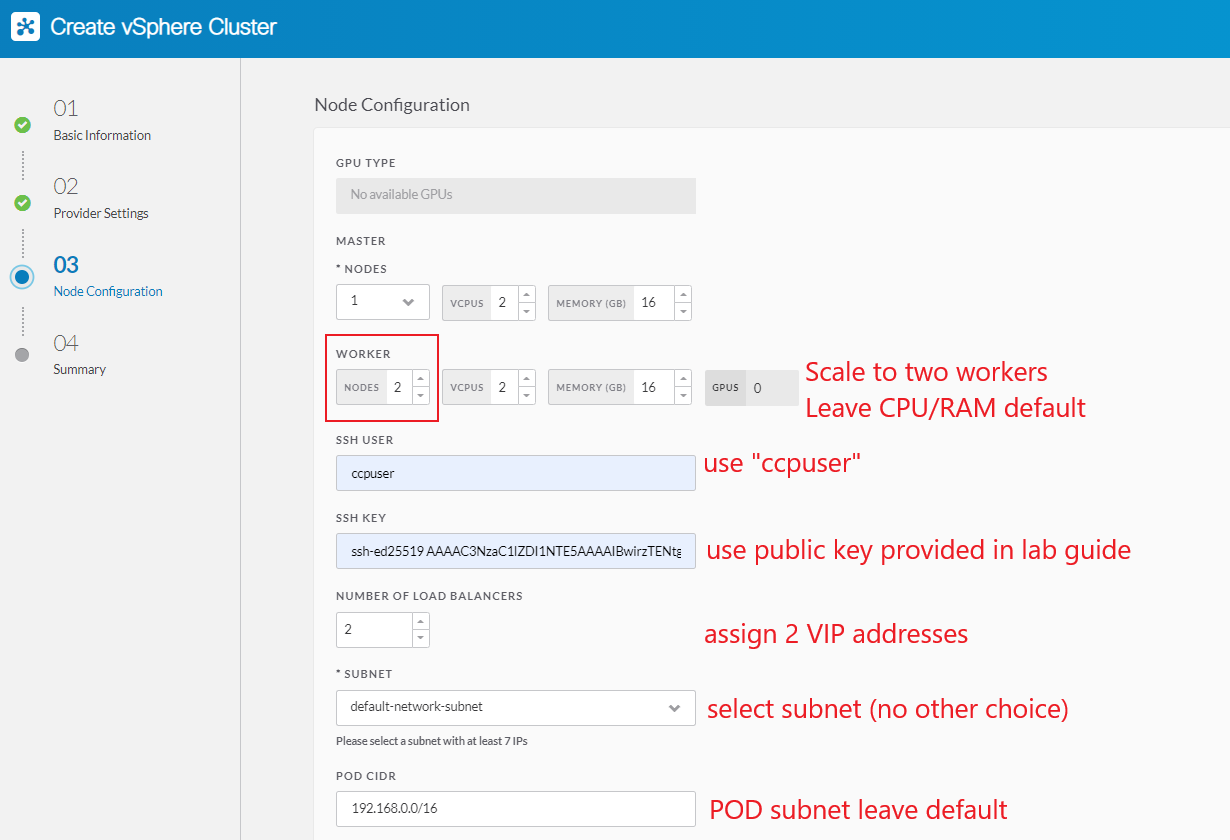 Create vSphere Cluster
01
Basic Information
02
Provider Settings
03
Node Configuration
04
Summary
Node Configuration
GPU TYPE
No available GPUs
MASTER
* NODES
1 VCPUS 2 MEMORY (GB) 16
WORKER
NODES 2 VCPUS 2 MEMORY (GB) 16 GPUS 0
Scale to two workers
Leave CPU/RAM default
SSH USER
ccpuser
use "ccpuser"
SSH KEY
ssh-ed25519 AAAAC3NzaC1lZDI1NTE5AAAAIBwirzTENtg
use public key provided in lab guide
NUMBER OF LOAD BALANCERS
2
assign 2 VIP addresses
* SUBNET
default-network-subnet
select subnet (no other choice)
Please select a subnet with at least 7 IPs
POD CIDR
192.168.0.0/16
POD subnet leave default